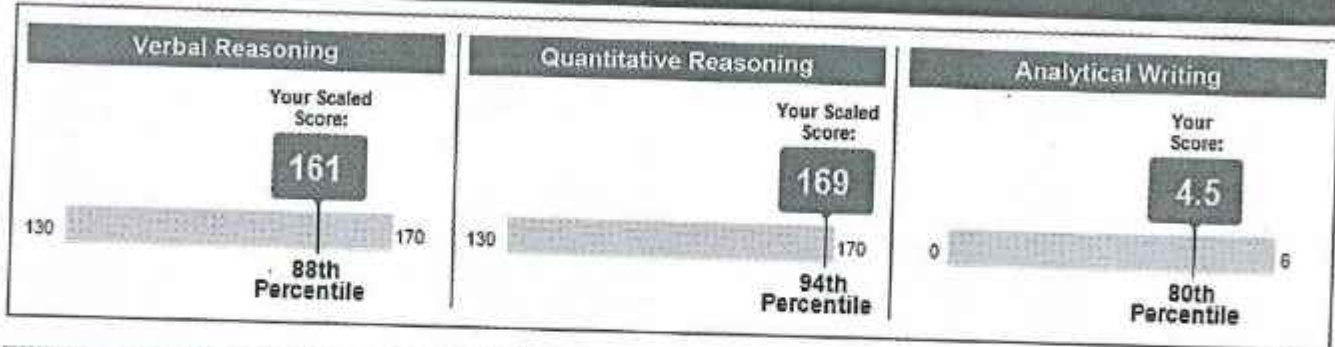 Verbal Reasoning
Your Scaled
Score:
161
130
170
88th
Percentile
Quantitative Reasoning
Your Scaled
Score:
169
130
170
94th
Percentile
Analytical Writing
Your
Score:
4.5
0
6
80th
Percentile